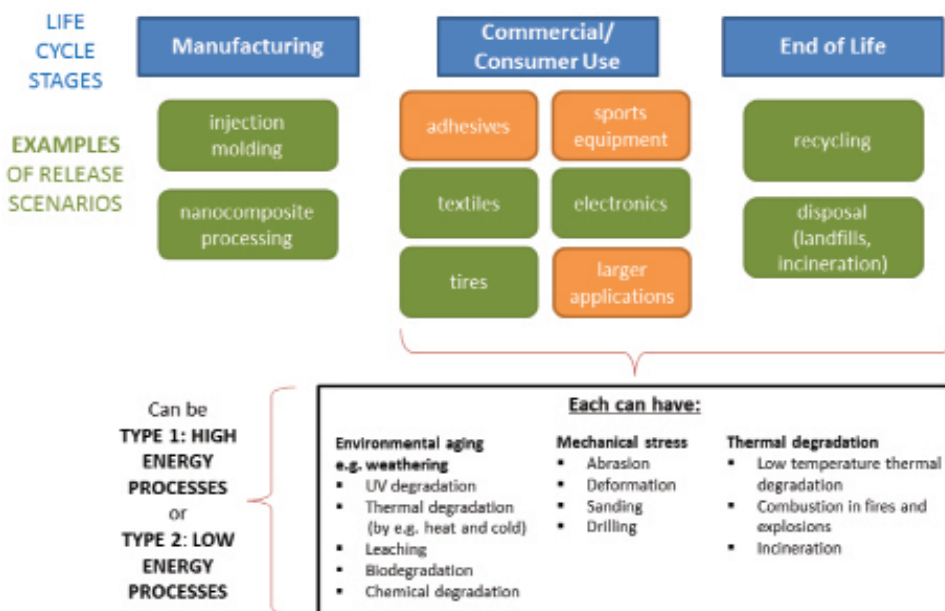 LIFE
CYCLE
STAGES
Manufacturing
Commercial/
Consumer Use
End of Life
EXAMPLES
OF RELEASE
SCENARIOS
injection
molding
nanocomposite
processing
adhesives
sports
equipment
textiles
electronics
tires
larger
applications
recycling
disposal
(landfills,
incineration)
Can be
TYPE 1: HIGH
ENERGY
PROCESSES
or
TYPE 2: LOW
ENERGY
PROCESSES
Each can have:
Environmental aging
e.g. weathering
▪ UV degradation
▪ Thermal degradation
(by e.g. heat and cold)
▪ Leaching
▪ Biodegradation
▪ Chemical degradation
Mechanical stress
▪ Abrasion
▪ Deformation
▪ Sanding
▪ Drilling
Thermal degradation
▪ Low temperature thermal
degradation
▪ Combustion in fires and
explosions
▪ Incineration